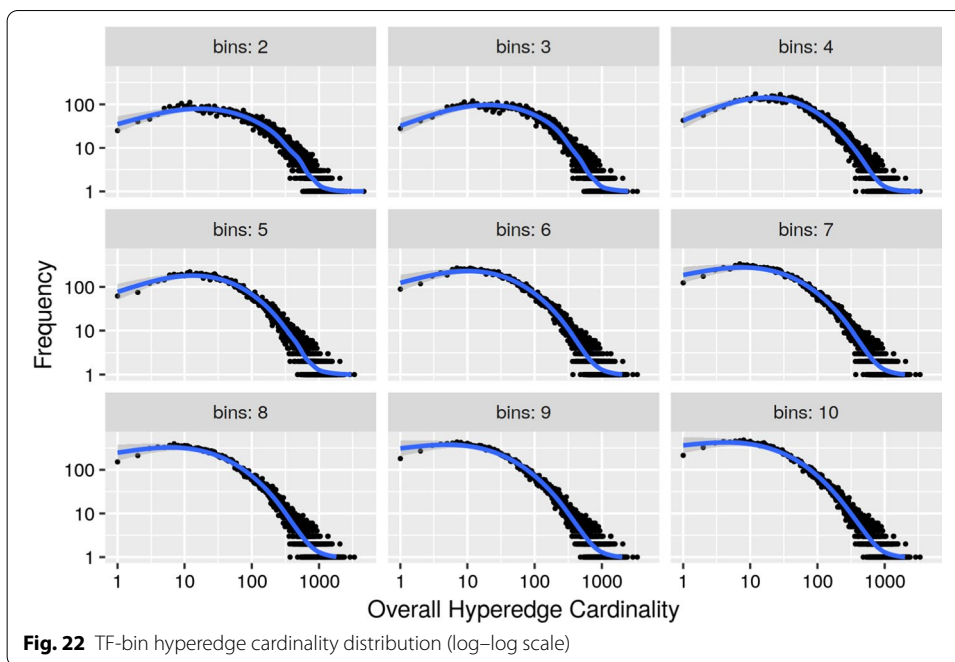 bins: 2 bins: 3 bins: 4
100
10
1
bins: 5 bins: 6 bins: 7
100
10
1
bins: 8 bins: 9 bins: 10
100
10
1
Frequency
1 10 100 1000 1 10 100 1000 1 10 100 1000
Overall Hyperedge Cardinality
Fig. 22 TF-bin hyperedge cardinality distribution (log–log scale)